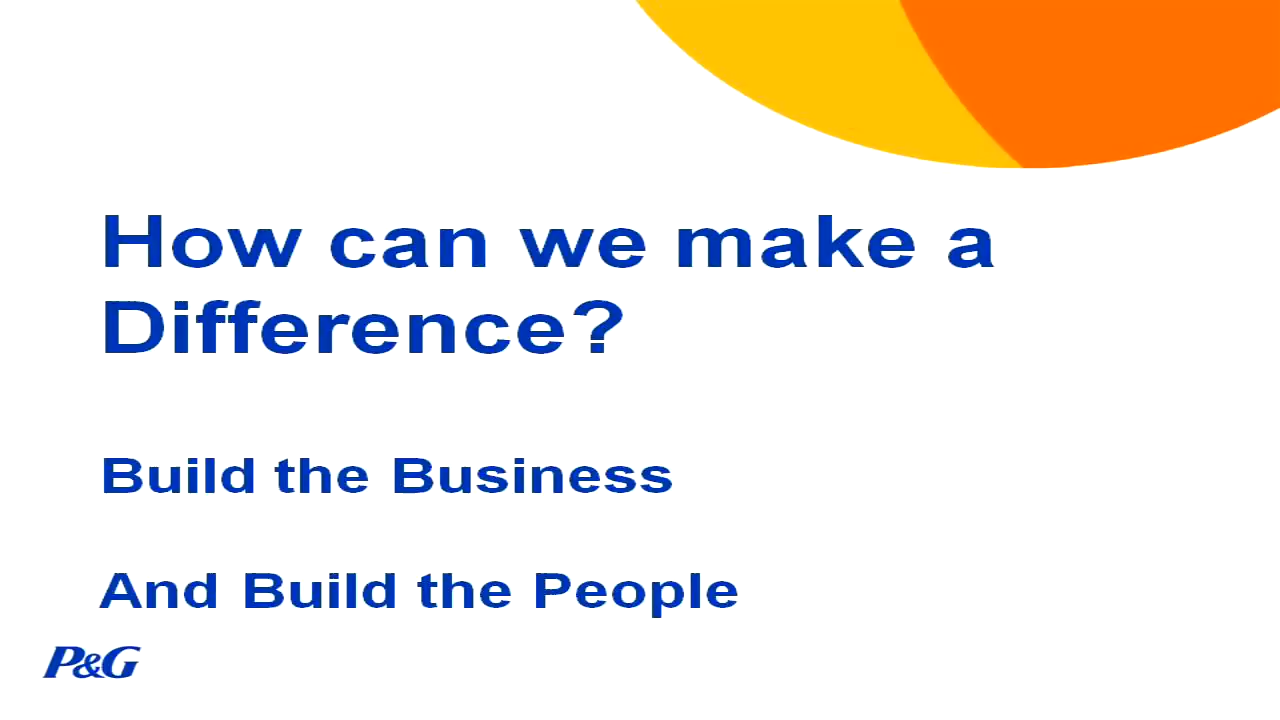 How can we make a
Difference?
Build the Business
And Build the People
P&G